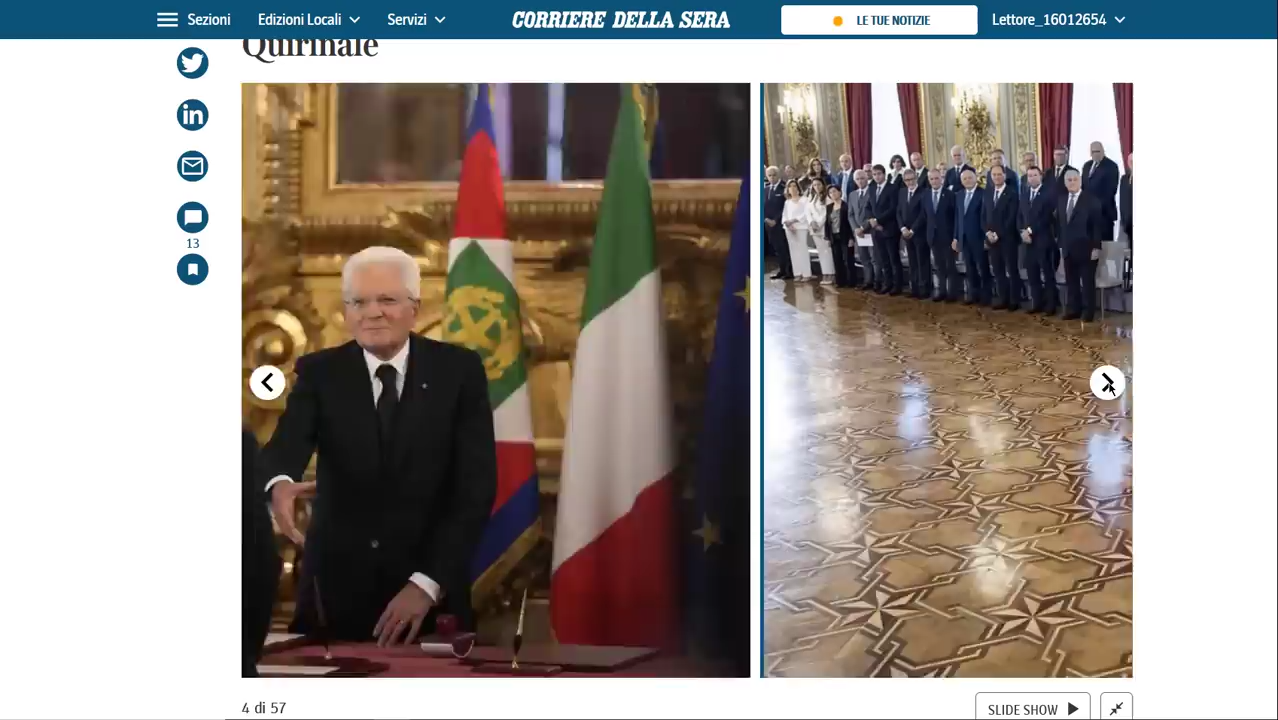 Sezioni
Edizioni Locali
Servizi
CORRIERE DELLA SERA
LE TUE NOTIZIE
Lettore_16012654
Quirinale
13
4 di 57
SLIDE SHOW